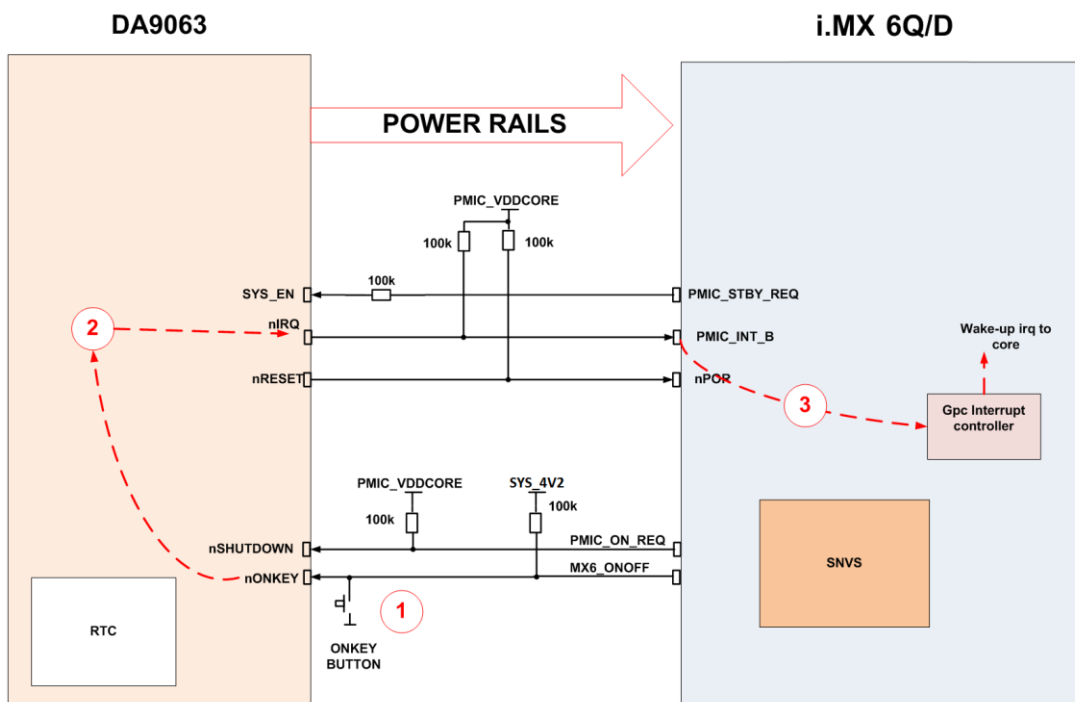 DA9063
i.MX 6Q/D
POWER RAILS
PMIC_VDDCORE
100k
100k
100k
SYS_EN
PMIC_STBY_REQ
nIRQ
PMIC_INT_B
2
Wake-up irq to
core
nRESET
nPOR
3
Gpc Interrupt
controller
PMIC_VDDCORE
SYS_4V2
100k
100k
nSHUTDOWN
PMIC_ON_REQ
nONKEY
MX6_ONOFF
SNVS
1
RTC
ONKEY
BUTTON